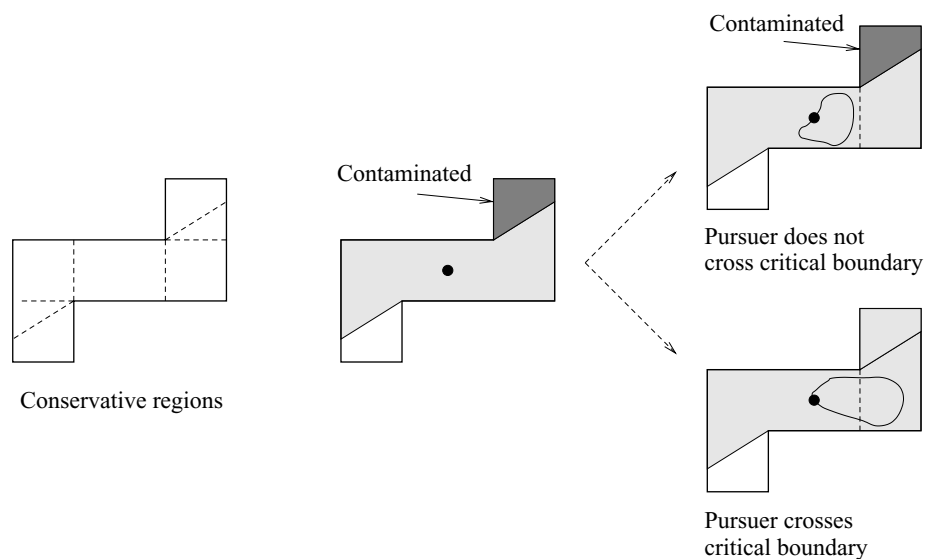 Contaminated
Contaminated
Pursuer does not
cross critical boundary
Conservative regions
Pursuer crosses
critical boundary